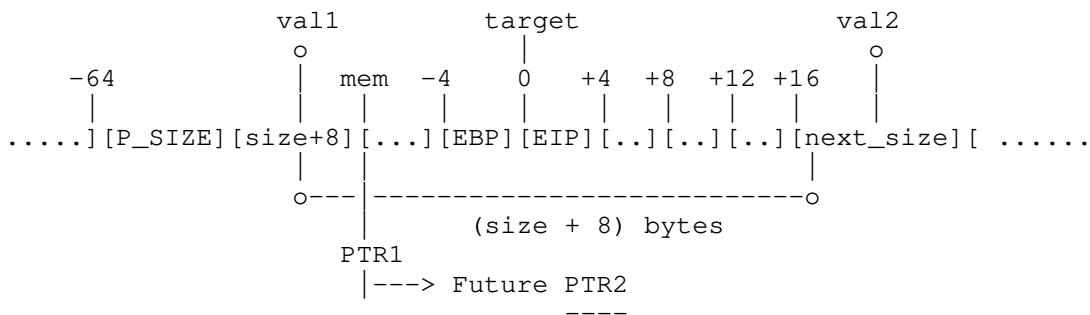 val1 target val2
o | o
-64 | mem -4 0 +4 +8 +12 +16 |
| | | | | | | | | |
.....][P_SIZE][size+8][...][EBP][EIP][..][..][..][next_size][ ......
| | |
o---|---------------------------o
| (size + 8) bytes
PTR1
|---> Future PTR2
----